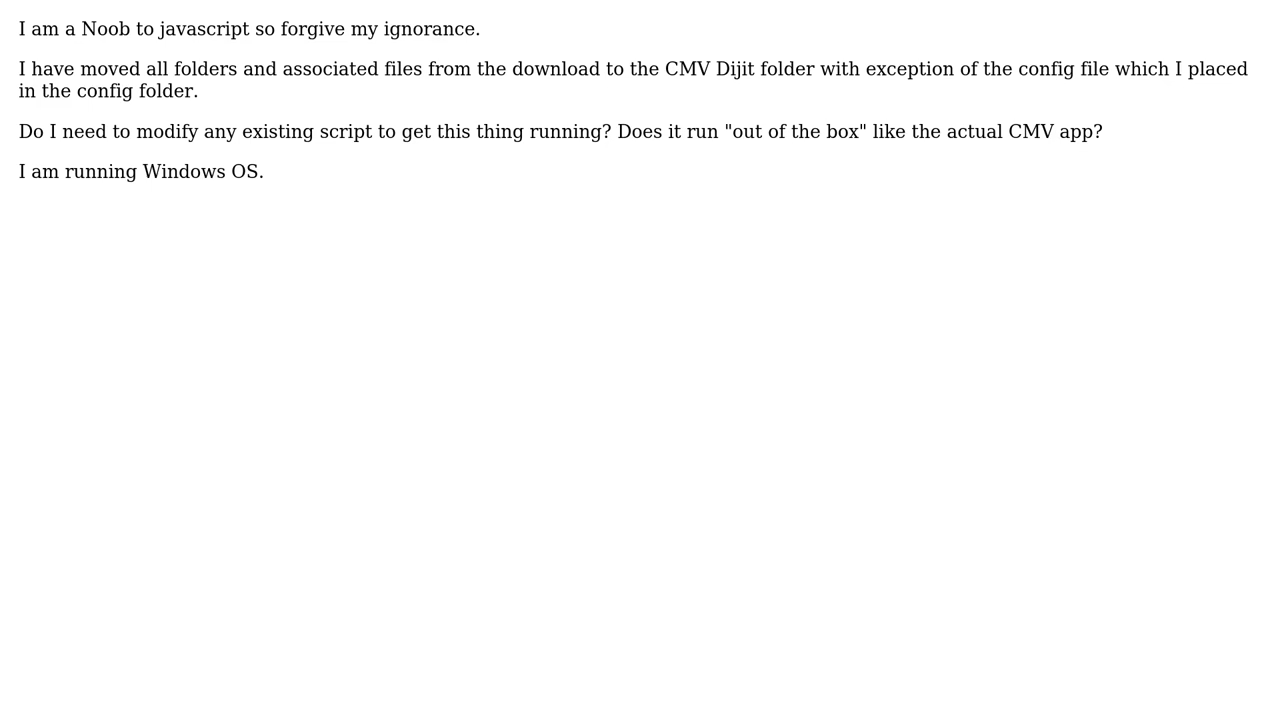 I am a Noob to javascript so forgive my ignorance.
I have moved all folders and associated files from the download to the CMV Dijit folder with exception of the config file which I placed
in the config folder.
Do I need to modify any existing script to get this thing running? Does it run "out of the box" like the actual CMV app?
I am running Windows OS.